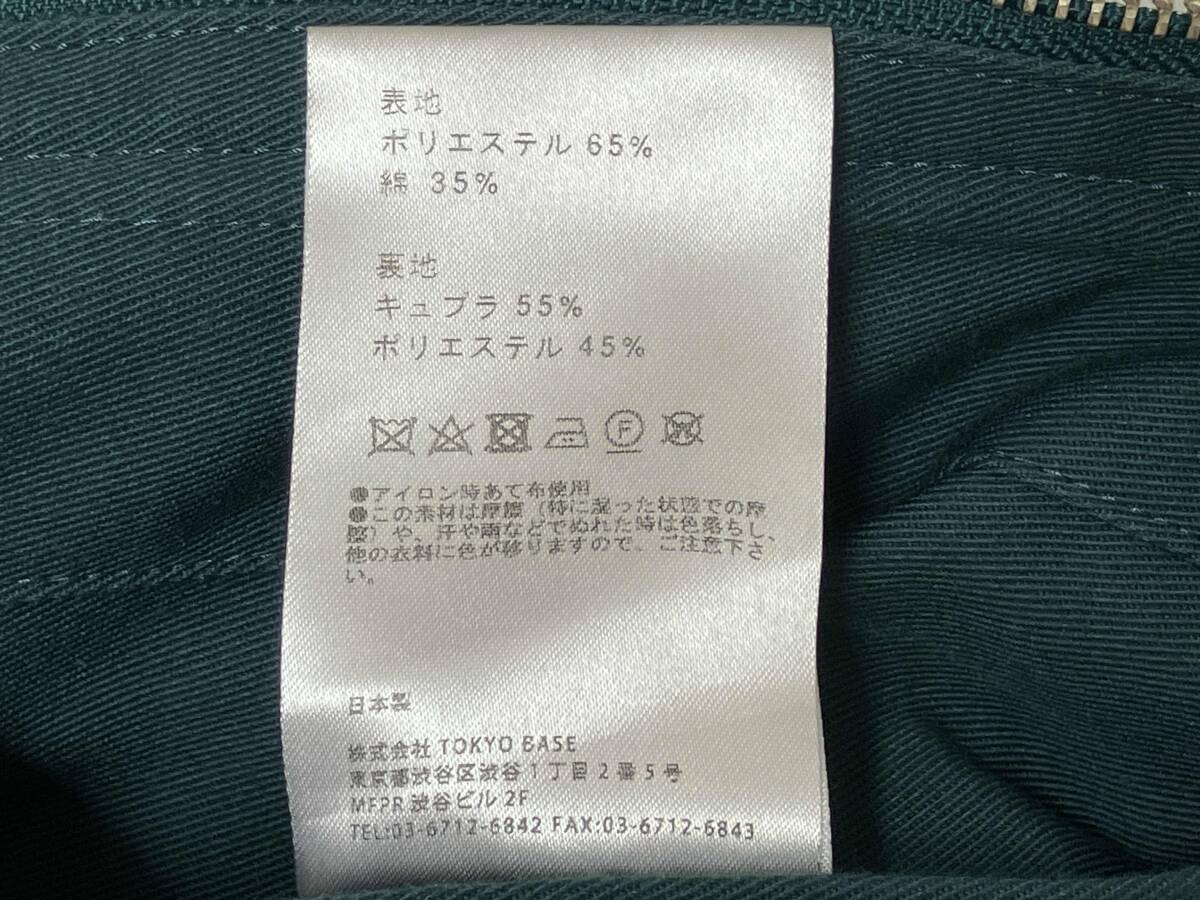 表地
ポリエステル 65%
綿 35%
裏地
キュプラ 55%
ポリエステル 45%
F
W
●アイロン時あて布使用
●この素材は摩擦（特に湿った状態での摩
擦）や、汗や雨などでぬれた時は色落ちし、
他の衣料に色が移りますので、ご注意下さ
い。
日本製
株式会社 TOKYO BASE
東京都渋谷区渋谷1丁目2番5号
MFPR 渋谷ビル 2F
TEL:03-6712-6842 FAX:03-6712-6843